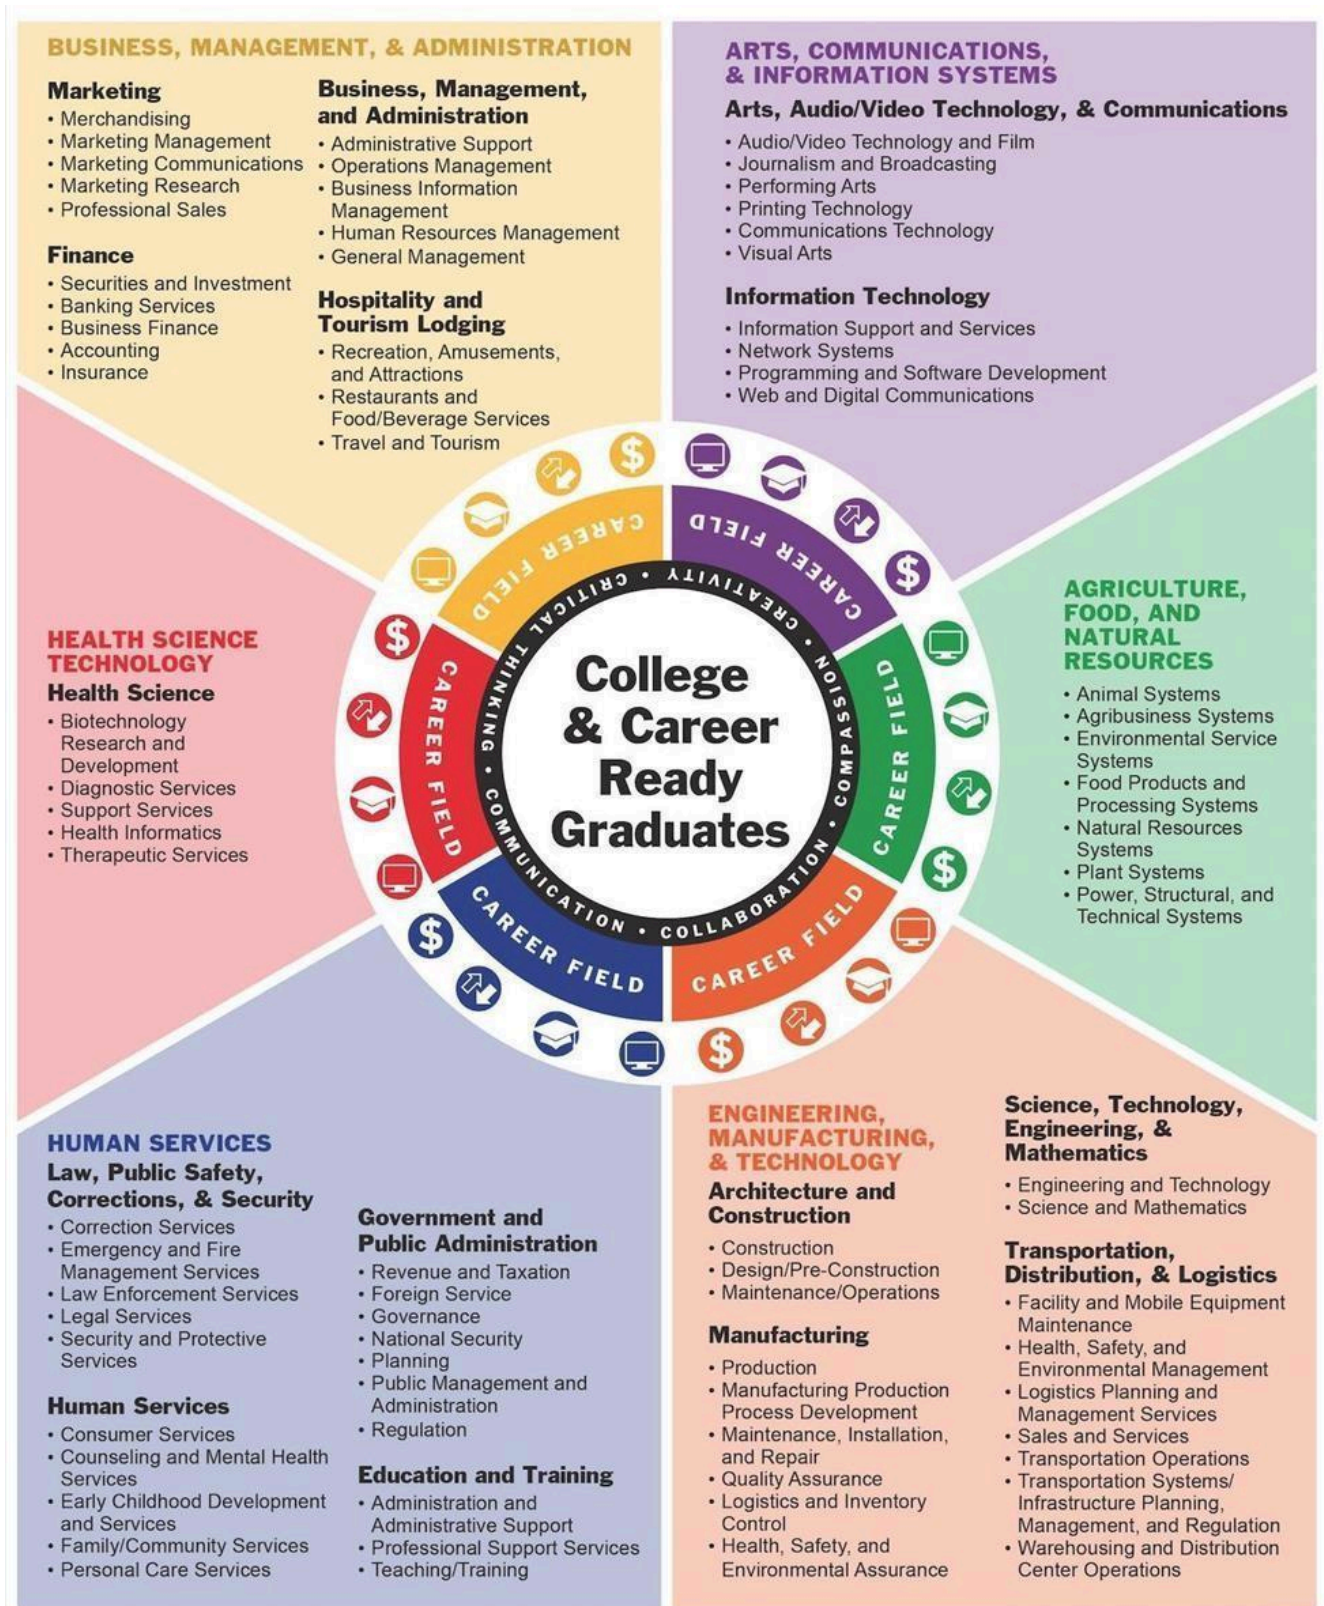 BUSINESS, MANAGEMENT, & ADMINISTRATION
Marketing
• Merchandising
• Marketing Management
• Marketing Communications
• Marketing Research
• Professional Sales
Finance
• Securities and Investment
• Banking Services
• Business Finance
• Accounting
• Insurance
Business, Management,
and Administration
• Administrative Support
• Operations Management
• Business Information
Management
• Human Resources Management
• General Management
Hospitality and
Tourism Lodging
• Recreation, Amusements,
and Attractions
• Restaurants and
Food/Beverage Services
• Travel and Tourism
ARTS, COMMUNICATIONS,
& INFORMATION SYSTEMS
Arts, Audio/Video Technology, & Communications
• Audio/Video Technology and Film
• Journalism and Broadcasting
• Performing Arts
• Printing Technology
• Communications Technology
• Visual Arts
Information Technology
• Information Support and Services
• Network Systems
• Programming and Software Development
• Web and Digital Communications
HEALTH SCIENCE
TECHNOLOGY
Health Science
• Biotechnology
Research and
Development
• Diagnostic Services
• Support Services
• Health Informatics
• Therapeutic Services
$
$
$
$
$
$
CAREER FIELD
CAREER FIELD
CAREER FIELD
CAREER FIELD
CAREER FIELD
CAREER FIELD
CRITICAL THINKING • COMMUNICATION • COLLABORATION • COMPASSION • CREATIVITY •
College
& Career
Ready
Graduates
AGRICULTURE,
FOOD, AND
NATURAL
RESOURCES
• Animal Systems
• Agribusiness Systems
• Environmental Service
Systems
• Food Products and
Processing Systems
• Natural Resources
Systems
• Plant Systems
• Power, Structural, and
Technical Systems
HUMAN SERVICES
Law, Public Safety,
Corrections, & Security
• Correction Services
• Emergency and Fire
Management Services
• Law Enforcement Services
• Legal Services
• Security and Protective
Services
Human Services
• Consumer Services
• Counseling and Mental Health
Services
• Early Childhood Development
and Services
• Family/Community Services
• Personal Care Services
Government and
Public Administration
• Revenue and Taxation
• Foreign Service
• Governance
• National Security
• Planning
• Public Management and
Administration
• Regulation
Education and Training
• Administration and
Administrative Support
• Professional Support Services
• Teaching/Training
ENGINEERING,
MANUFACTURING,
& TECHNOLOGY
Architecture and
Construction
• Construction
• Design/Pre-Construction
• Maintenance/Operations
Manufacturing
• Production
• Manufacturing Production
Process Development
• Maintenance, Installation,
and Repair
• Quality Assurance
• Logistics and Inventory
Control
• Health, Safety, and
Environmental Assurance
Science, Technology,
Engineering, &
Mathematics
• Engineering and Technology
• Science and Mathematics
Transportation,
Distribution, & Logistics
• Facility and Mobile Equipment
Maintenance
• Health, Safety, and
Environmental Management
• Logistics Planning and
Management Services
• Sales and Services
• Transportation Operations
• Transportation Systems/
Infrastructure Planning,
Management, and Regulation
• Warehousing and Distribution
Center Operations